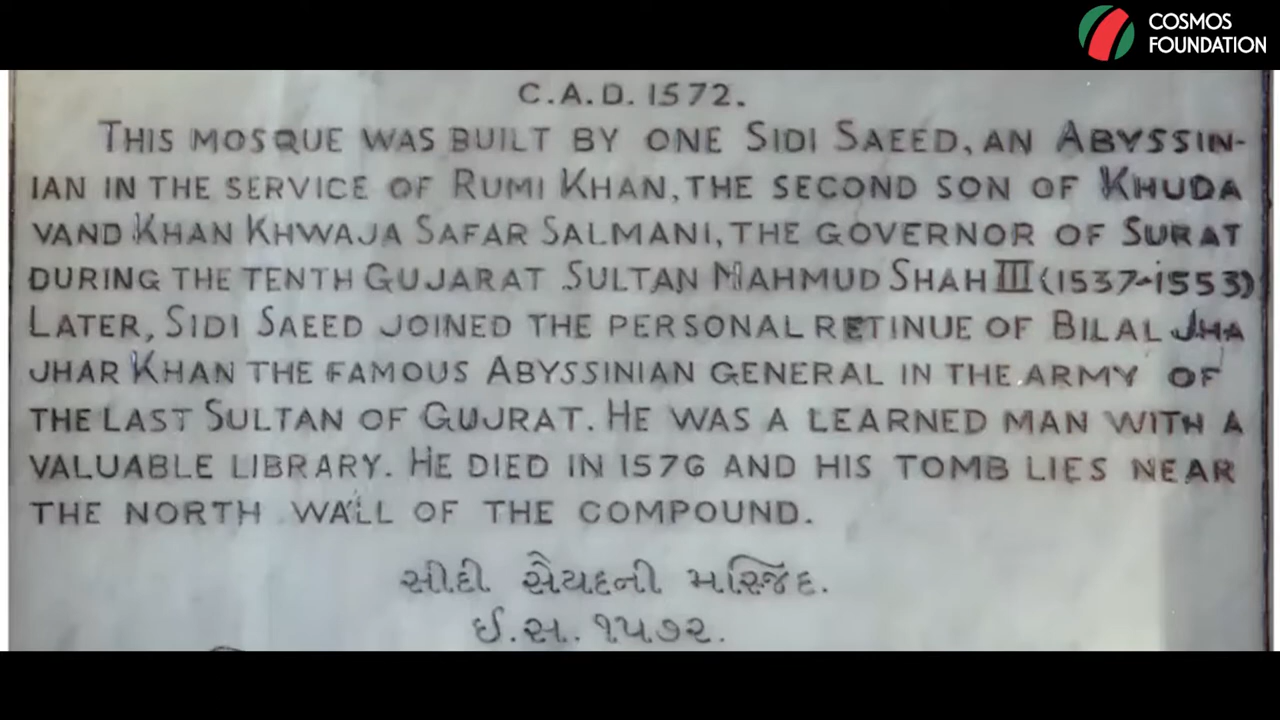 COSMOS
FOUNDATION
C.A.D. 1572.
THIS MOSQUE WAS BUILT BY ONE SIDI SAEED, AN ABYSSIN-
IAN IN THE SERVICE OF RUMI KHAN, THE SECOND SON OF KHUDA
VAND KHAN KHWAJA SAFAR SALMANI, THE GOVERNOR OF SURAT
DURING THE TENTH GUJARAT SULTAN MAHMUD SHAH III (1537-1553)
LATER, SIDI SAEED JOINED THE PERSONAL RETINUE OF BILAL JHA
JHAR KHAN THE FAMOUS ABYSSINIAN GENERAL IN THE ARMY OF
THE LAST SULTAN OF GUJRAT. HE WAS A LEARNED MAN WITH A
VALUABLE LIBRARY. HE DIED IN 1576 AND HIS TOMB LIES NEAR
THE NORTH WALL OF THE COMPOUND.
સીદી સૈયદની મસ્જિદ.
ઈ.સ. ૧૫૭૨.